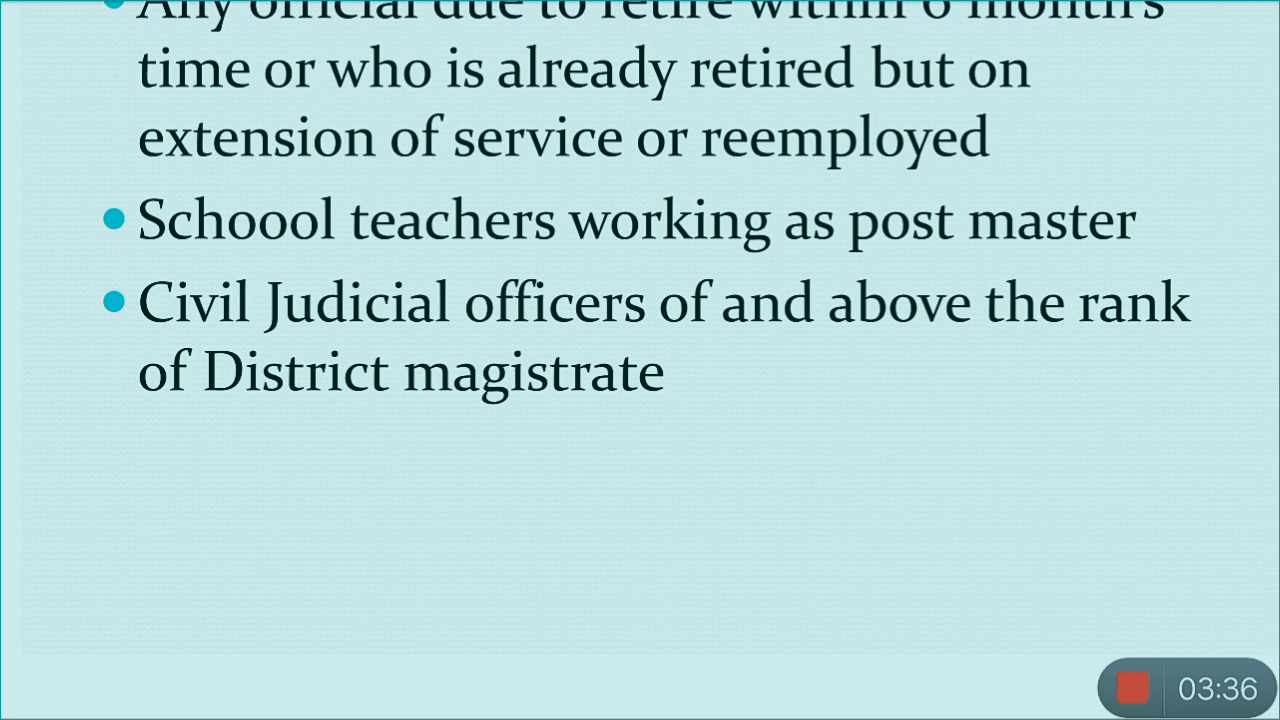 • Any official due to retire within 6 month's
time or who is already retired but on
extension of service or reemployed
• Schoool teachers working as post master
• Civil Judicial officers of and above the rank
of District magistrate
03:36